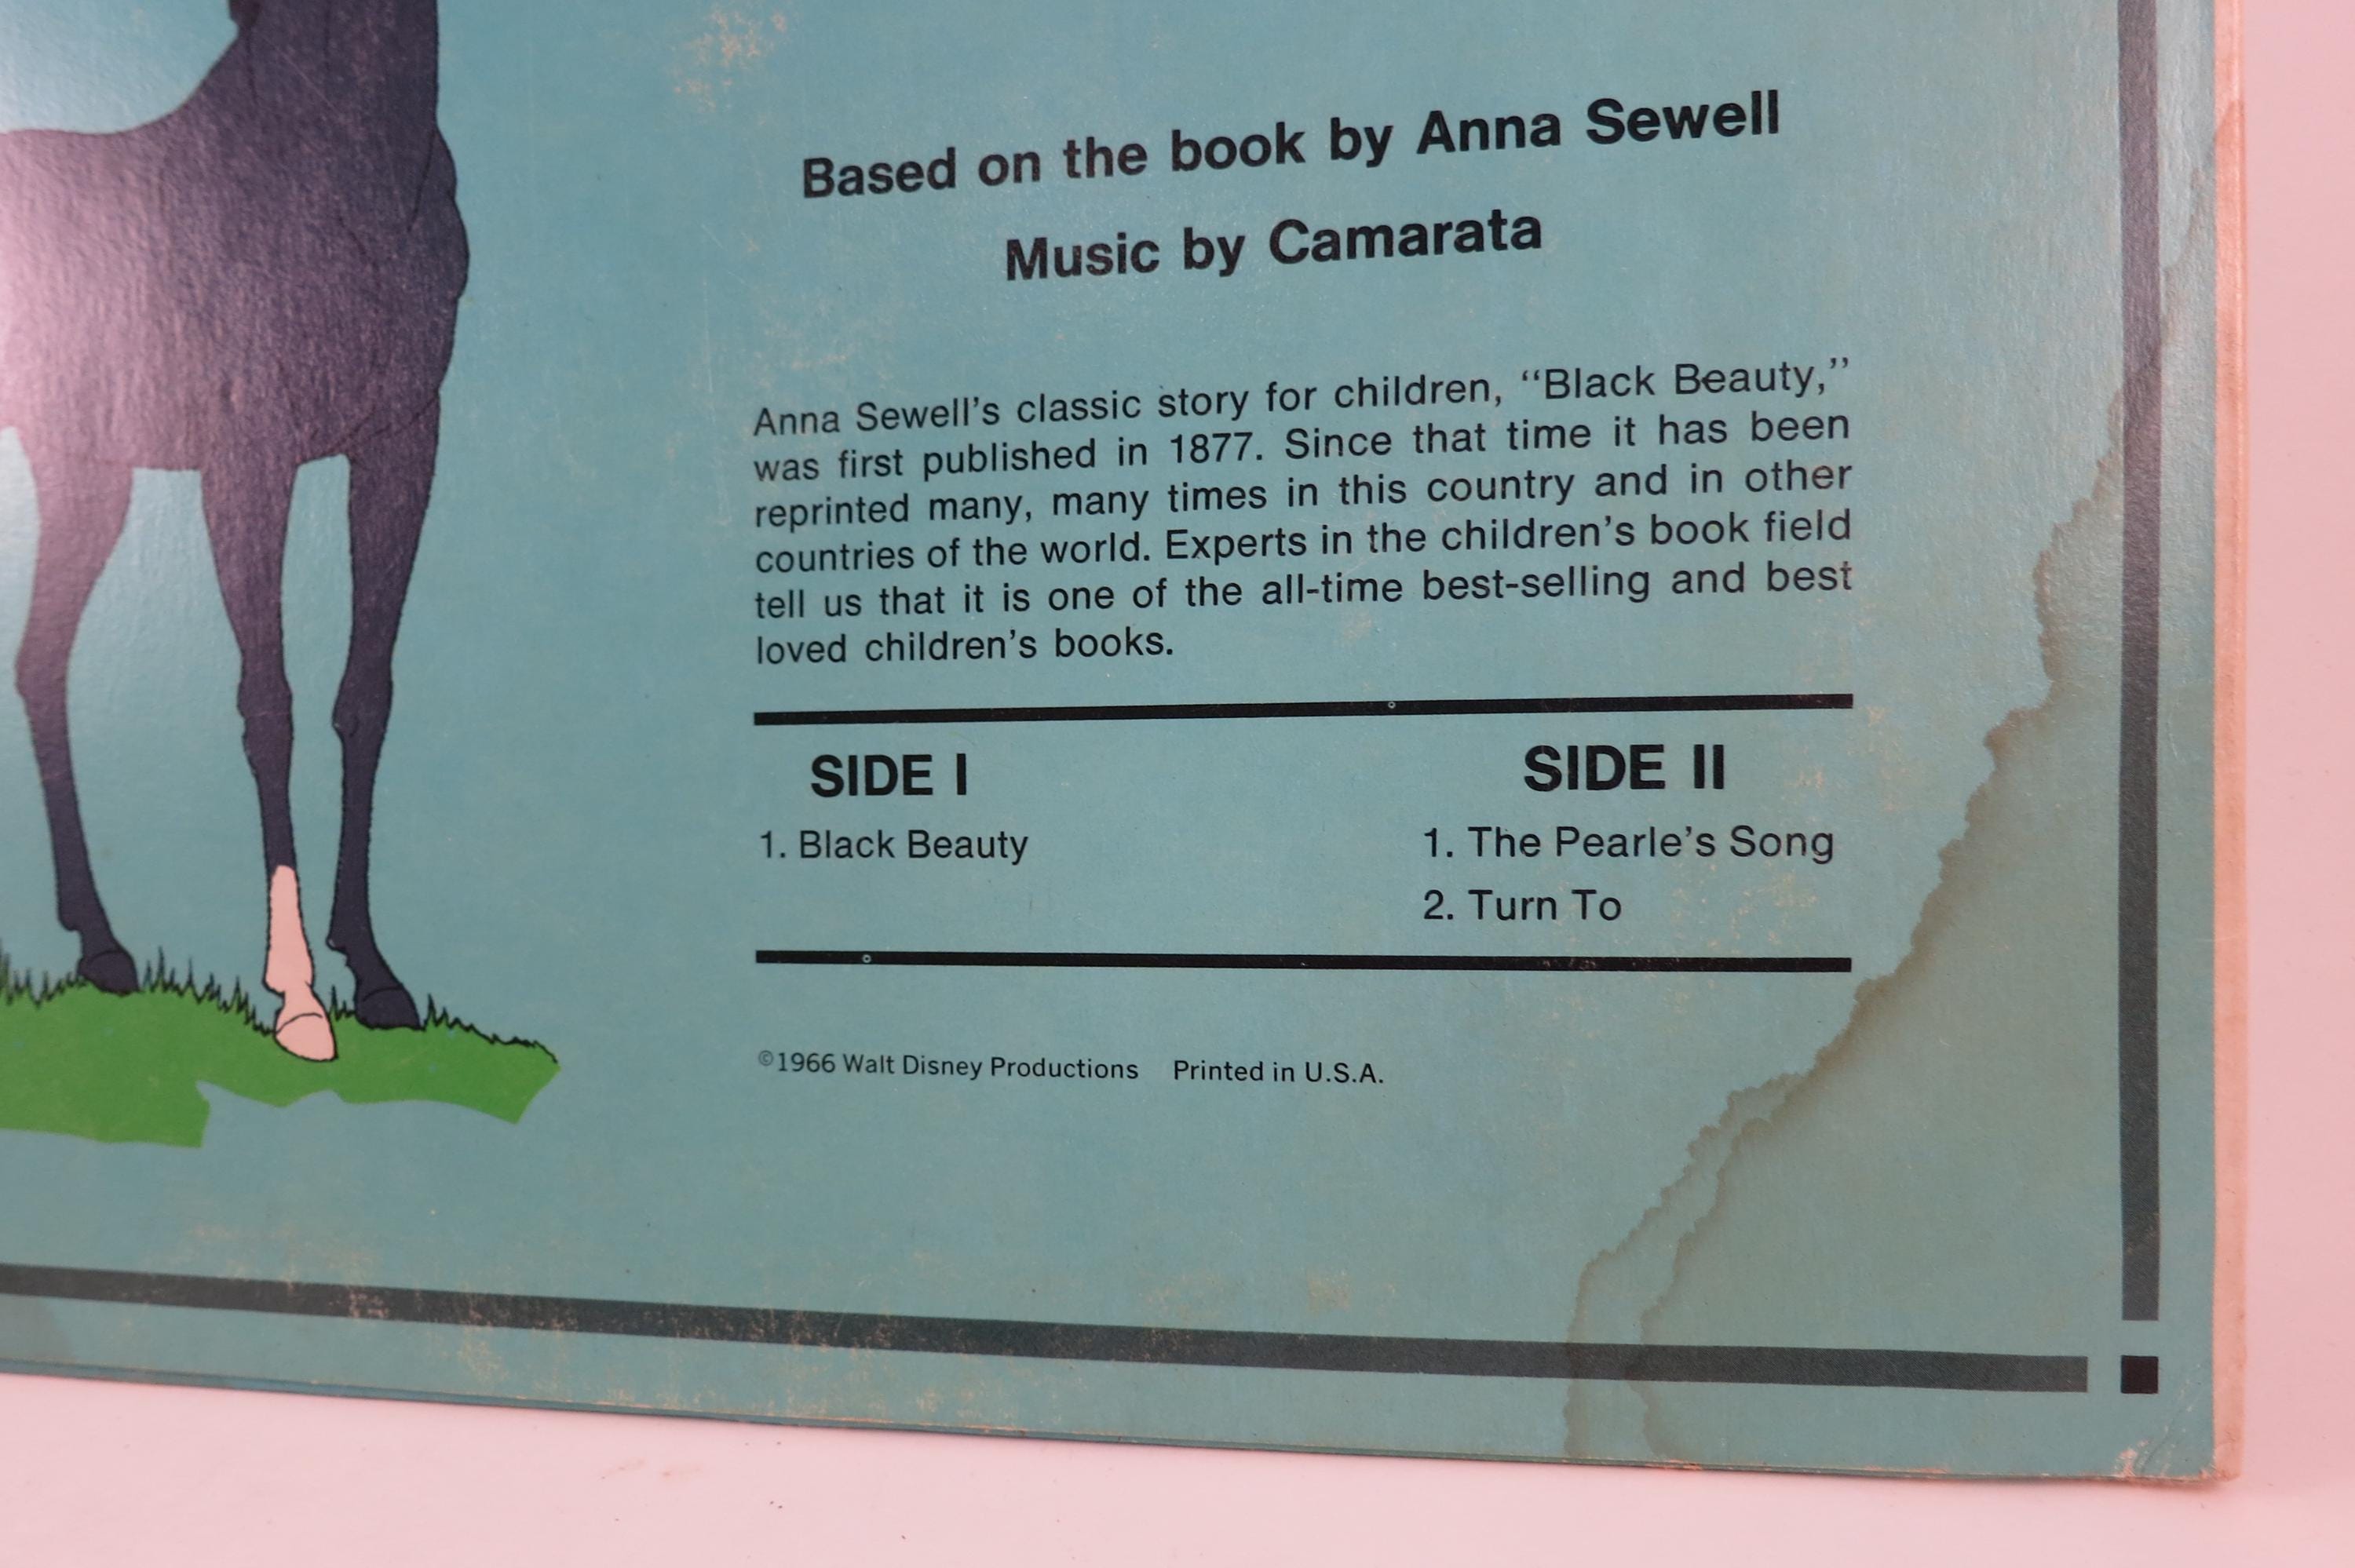 Based on the book by Anna Sewell
Music by Camarata
Anna Sewell’s classic story for children, “Black Beauty,”
was first published in 1877. Since that time it has been
reprinted many, many times in this country and in other
countries of the world. Experts in the children’s book field
tell us that it is one of the all-time best-selling and best
loved children’s books.
SIDE I
1. Black Beauty
SIDE II
1. The Pearle’s Song
2. Turn To
©1966 Walt Disney Productions Printed in U.S.A.